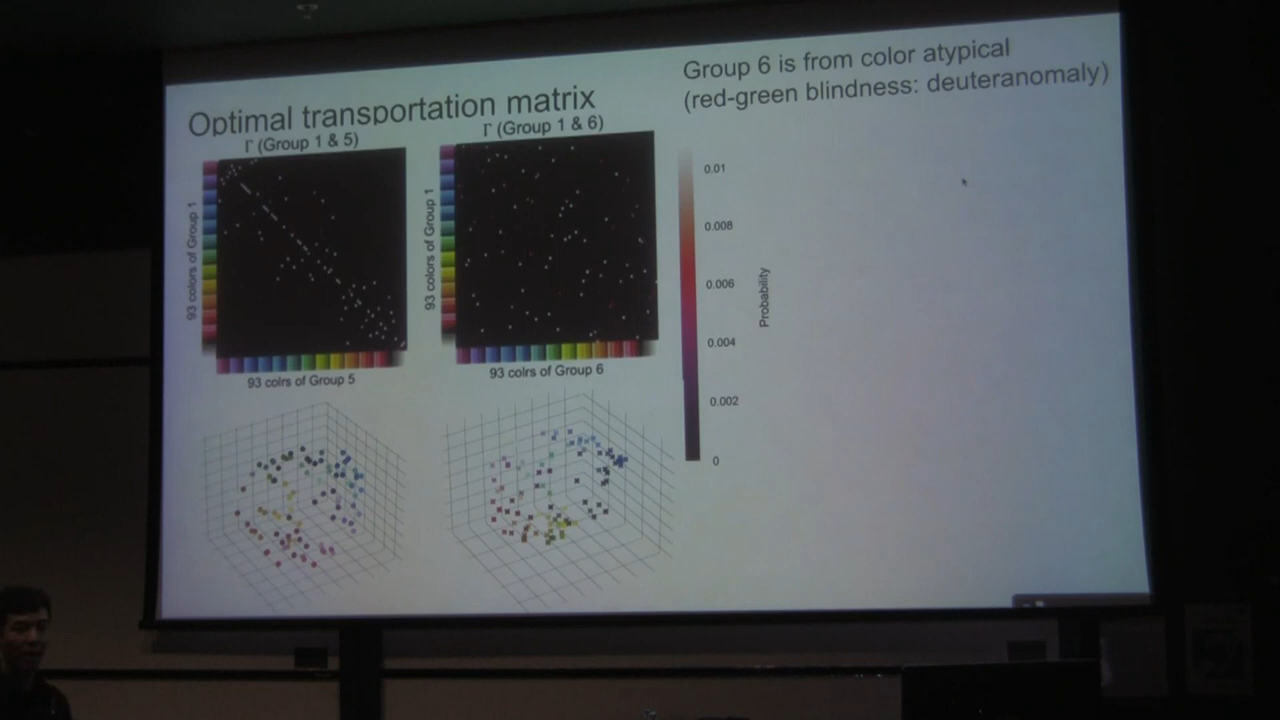 Group 6 is from color atypical
(red-green blindness: deuteranomaly)
Optimal transportation matrix
Γ (Group 1 & 5)
Γ (Group 1 & 6)
93 colors of Group 1
93 colors of Group 1
93 colrs of Group 5
93 colrs of Group 6
0.01
0.008
0.006
0.004
0.002
0
Probability